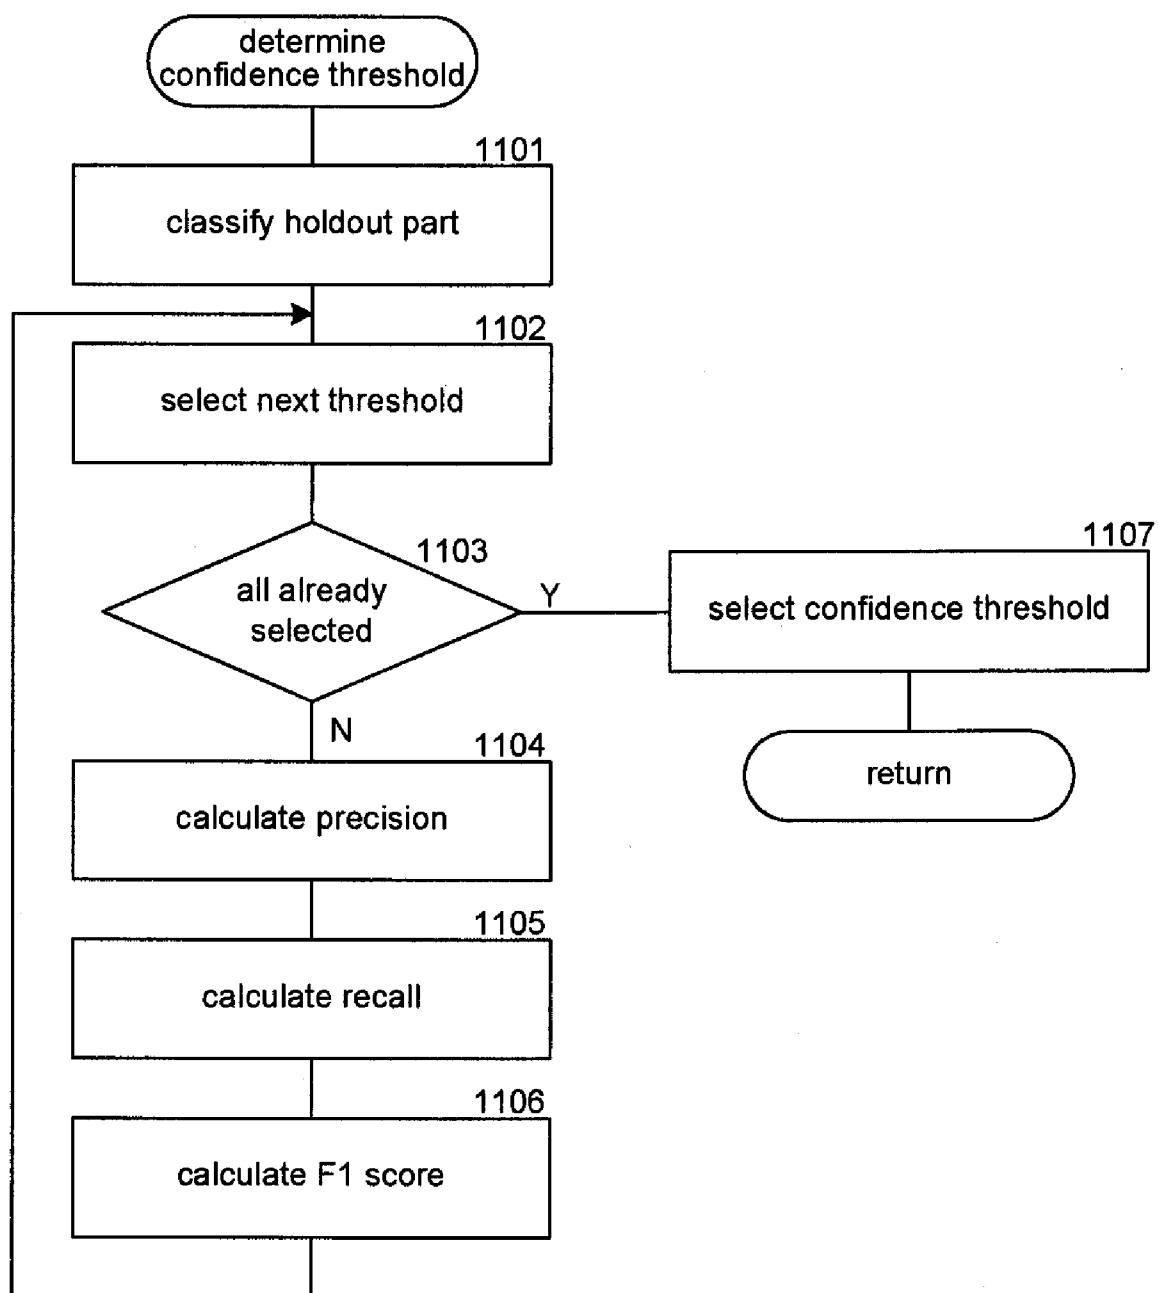 determine
confidence threshold
1101
classify holdout part
1102
select next threshold
1103
all already
selected
Y
1107
select confidence threshold
return
N
1104
calculate precision
1105
calculate recall
1106
calculate F1 score